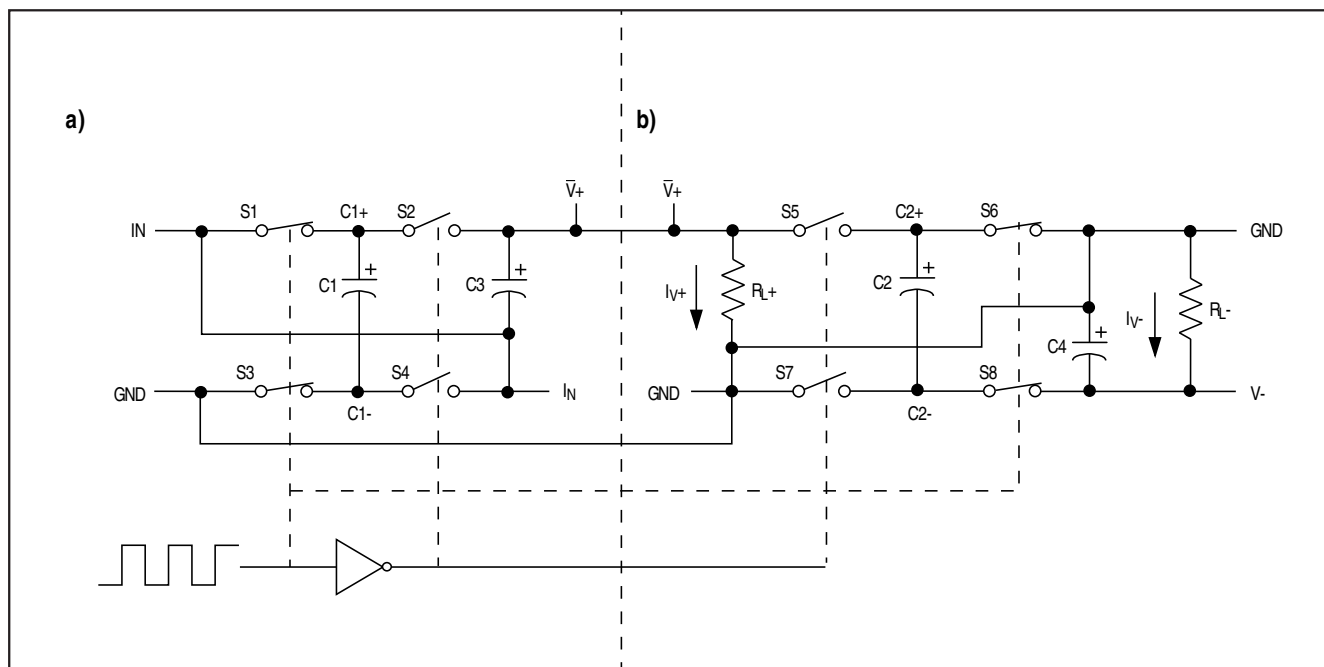 a)
b)
V̅+
V̅+
IN
S1
C1+
S2
S5
C2+
S6
GND
C1
+
C3
+
IV+
RL+
C2
+
C4
+
IV-
RL-
GND
S3
S4
IN
C1-
GND
S7
S8
C2-
V-